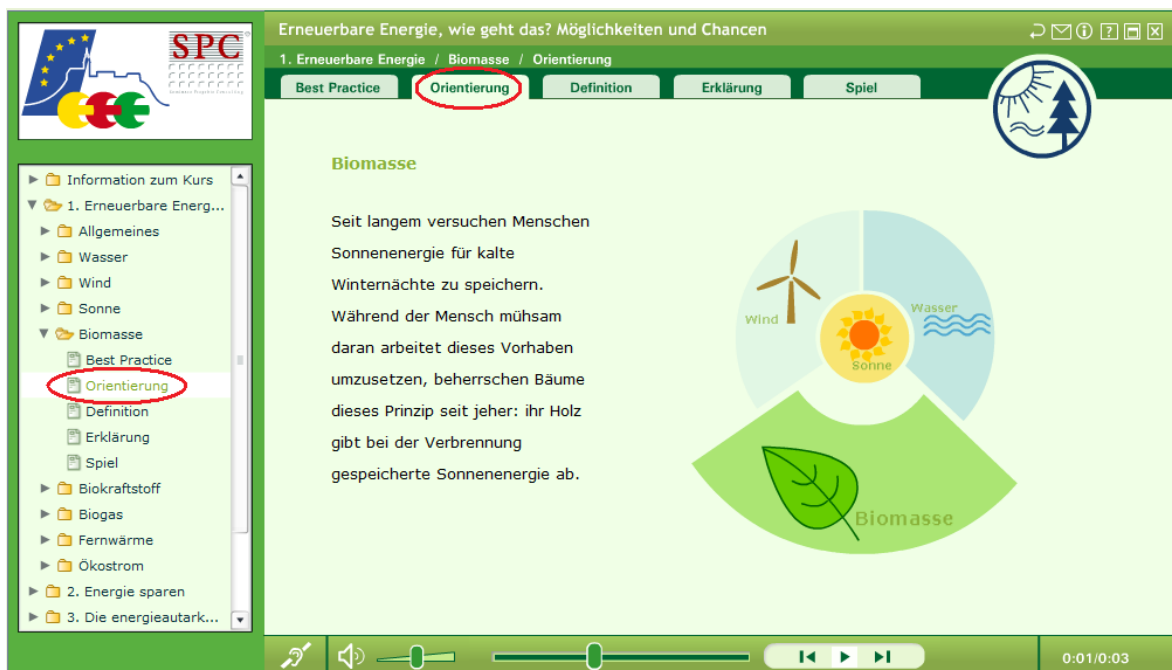 SPC
Erneuerbare Energie, wie geht das? Möglichkeiten und Chancen
1. Erneuerbare Energie / Biomasse / Orientierung
Best Practice
Orientierung
Definition
Erklärung
Spiel
Information zum Kurs
1. Erneuerbare Energ...
Allgemeines
Wasser
Wind
Sonne
Biomasse
Best Practice
Orientierung
Definition
Erklärung
Spiel
Biokraftstoff
Biogas
Fernwärme
Ökostrom
2. Energie sparen
3. Die energieautark...
Biomasse
Seit langem versuchen Menschen
Sonnenenergie für kalte
Winternächte zu speichern.
Während der Mensch mühsam
daran arbeitet dieses Vorhaben
umzusetzen, beherrschen Bäume
dieses Prinzip seit jeher: ihr Holz
gibt bei der Verbrennung
gespeicherte Sonnenenergie ab.
Wind
Wasser
Sonne
Biomasse
0:01/0:03